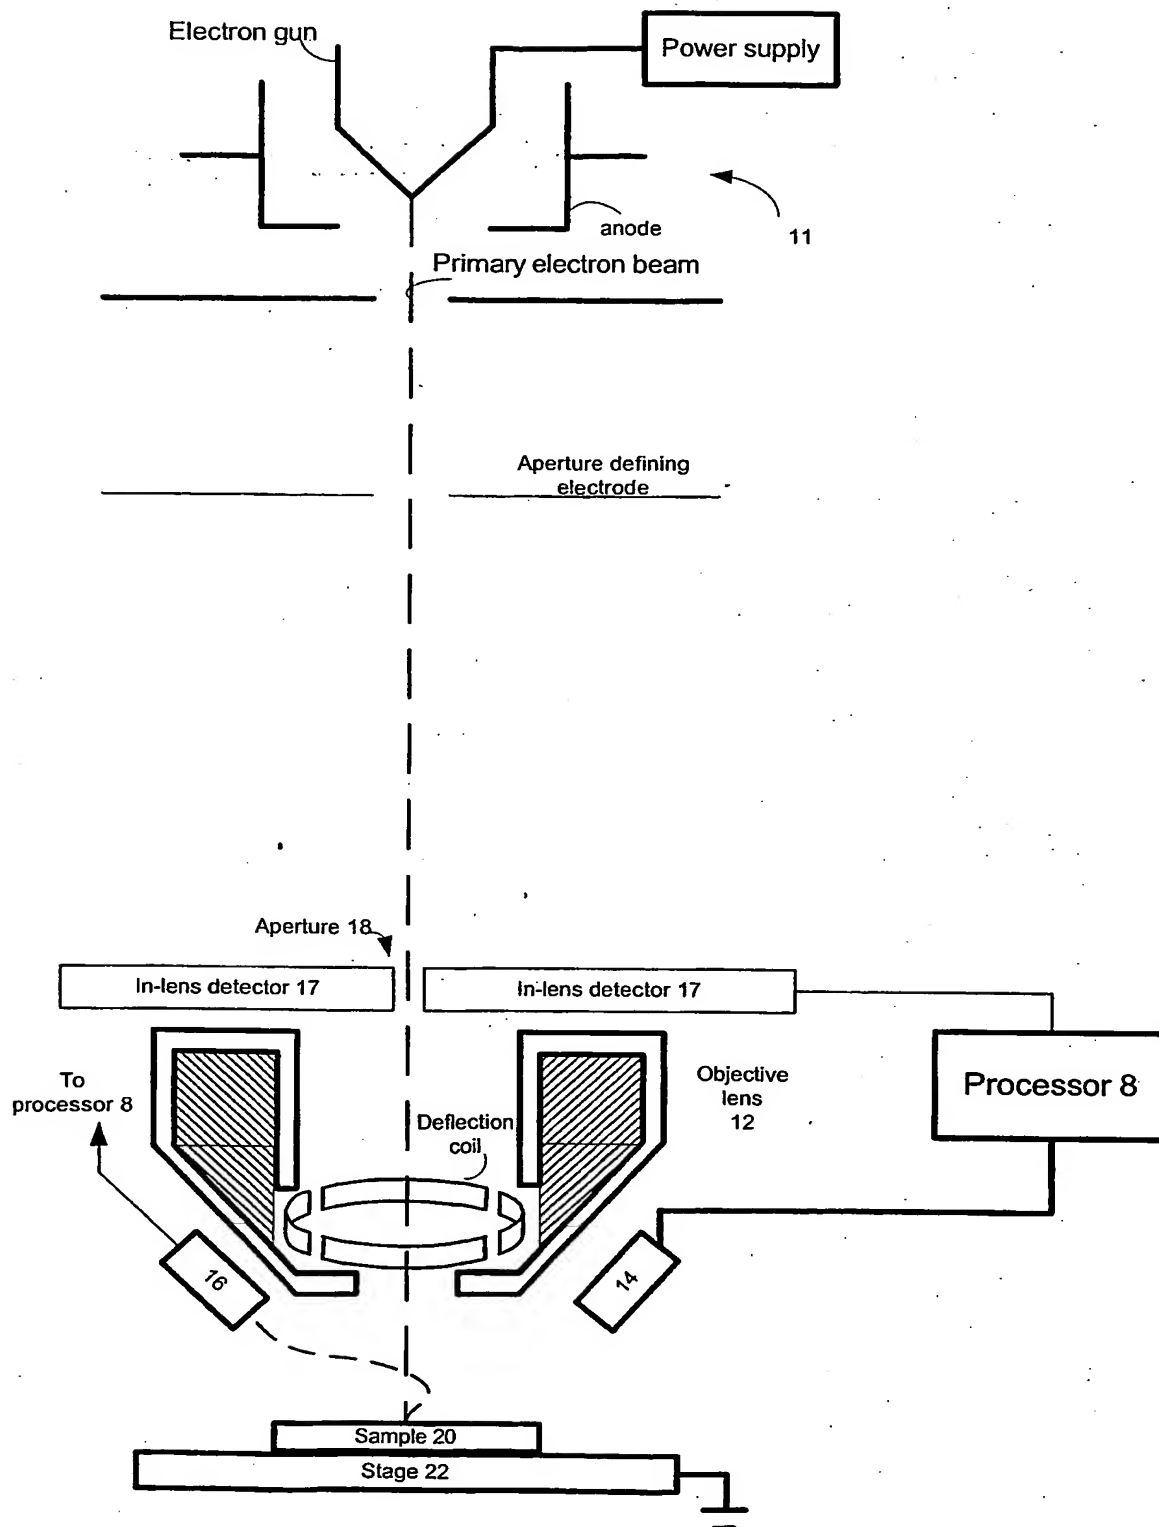 Electron gun
Power supply
anode
11
Primary electron beam
Aperture defining
electrode
Aperture 18
In-lens detector 17
In-lens detector 17
To
processor 8
Objective
lens
12
Processor 8
Deflection
coil
16
14
Sample 20
Stage 22